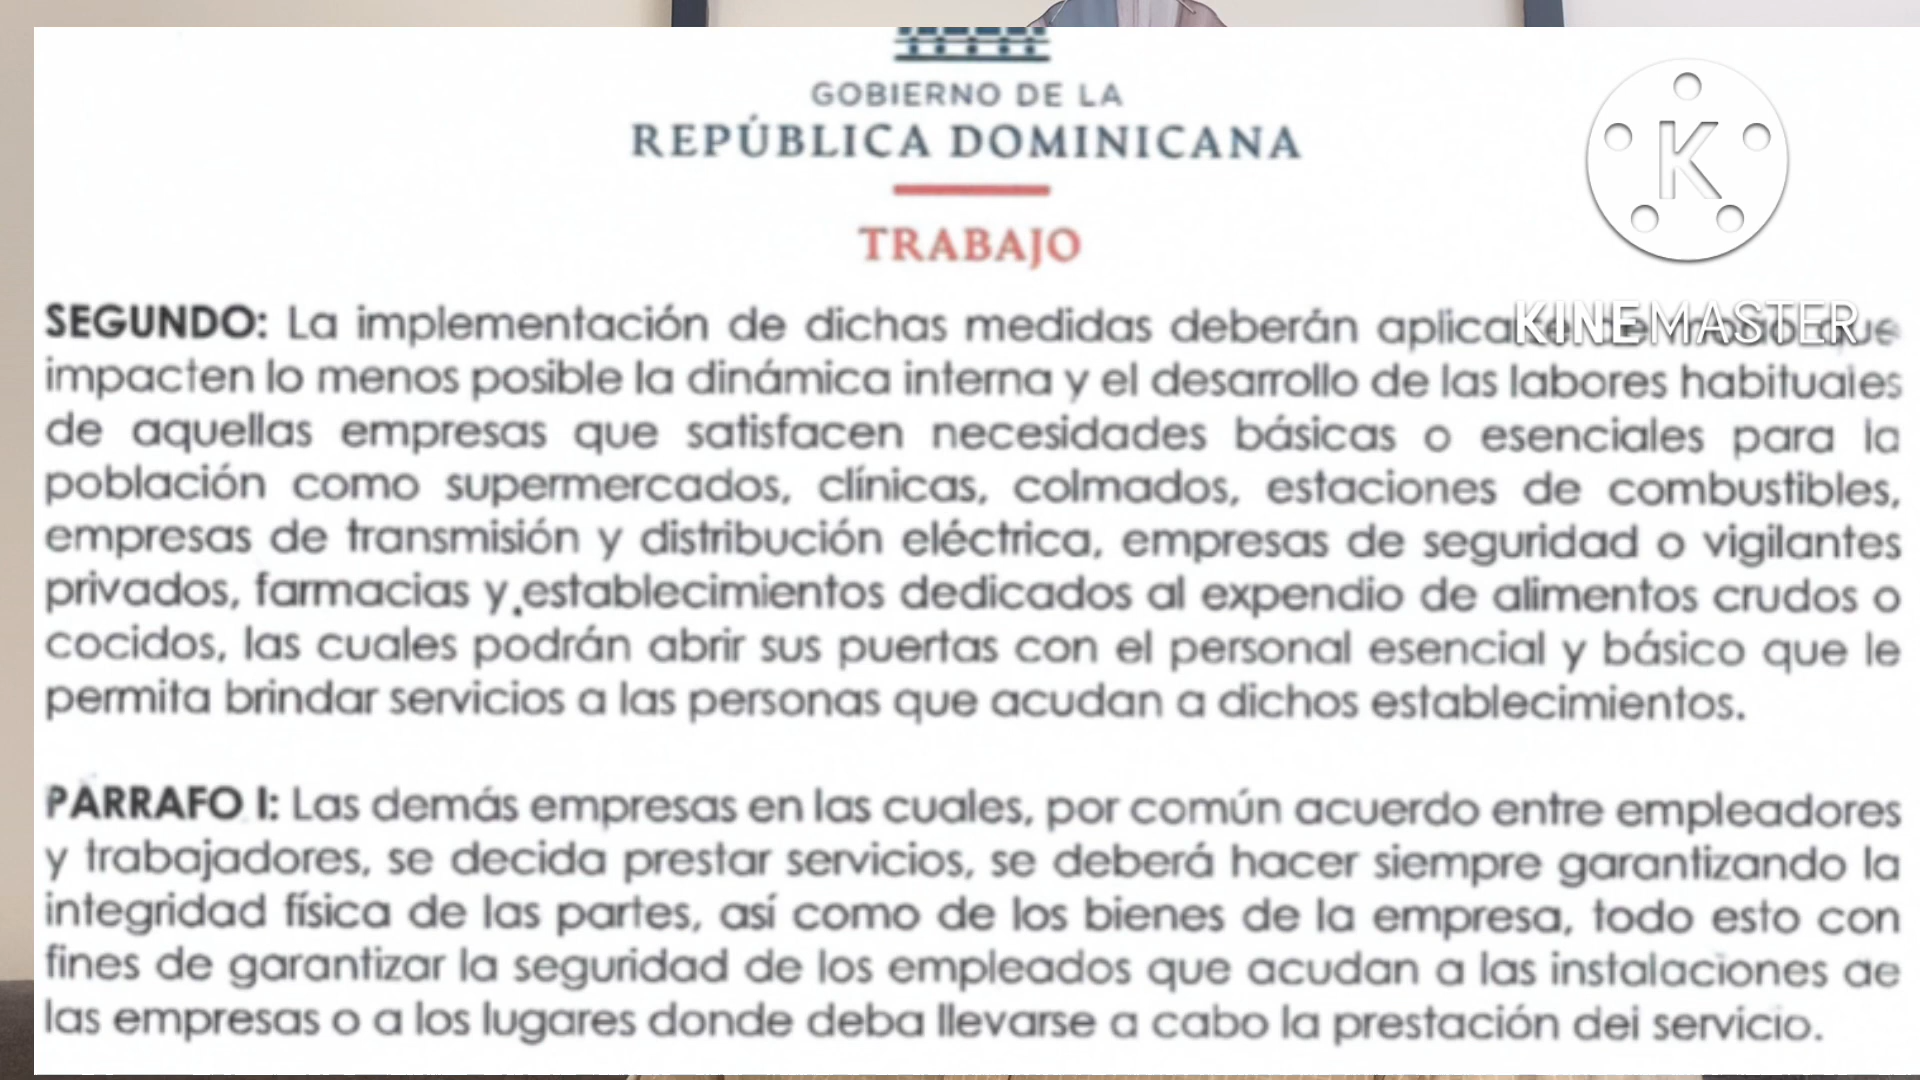 GOBIERNO DE LA
REPÚBLICA DOMINICANA
TRABAJO
K
KINEMASTER
SEGUNDO: La implementación de dichas medidas deberán que
impacten lo menos posible la dinámica interna y el desarrollo de las labores habituales
de aquellas empresas que satisfacen necesidades básicas o esenciales para la
población como supermercados, clínicas, colmados, estaciones de combustibles,
empresas de transmisión y distribución eléctrica, empresas de seguridad o vigilantes
privados, farmacias y establecimientos dedicados al expendio de alimentos crudos o
cocidos, las cuales podrán abrir sus puertas con el personal esencial y básico que le
permita brindar servicios a las personas que acudan a dichos establecimientos.
PÁRRAFO I: Las demás empresas en las cuales, por común acuerdo entre empleadores
y trabajadores, se decida prestar servicios, se deberá hacer siempre garantizando la
integridad física de las partes, así como de los bienes de la empresa, todo esto con
fines de garantizar la seguridad de los empleados que acudan a las instalaciones de
las empresas o a los lugares donde deba llevarse a cabo la prestación del servicio.